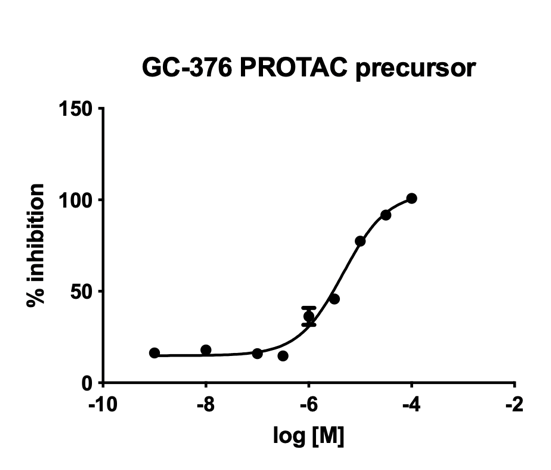 GC-376 PROTAC precursor
150
100
50
0
% inhibition
-10 -8 -6 -4 -2
log [M]